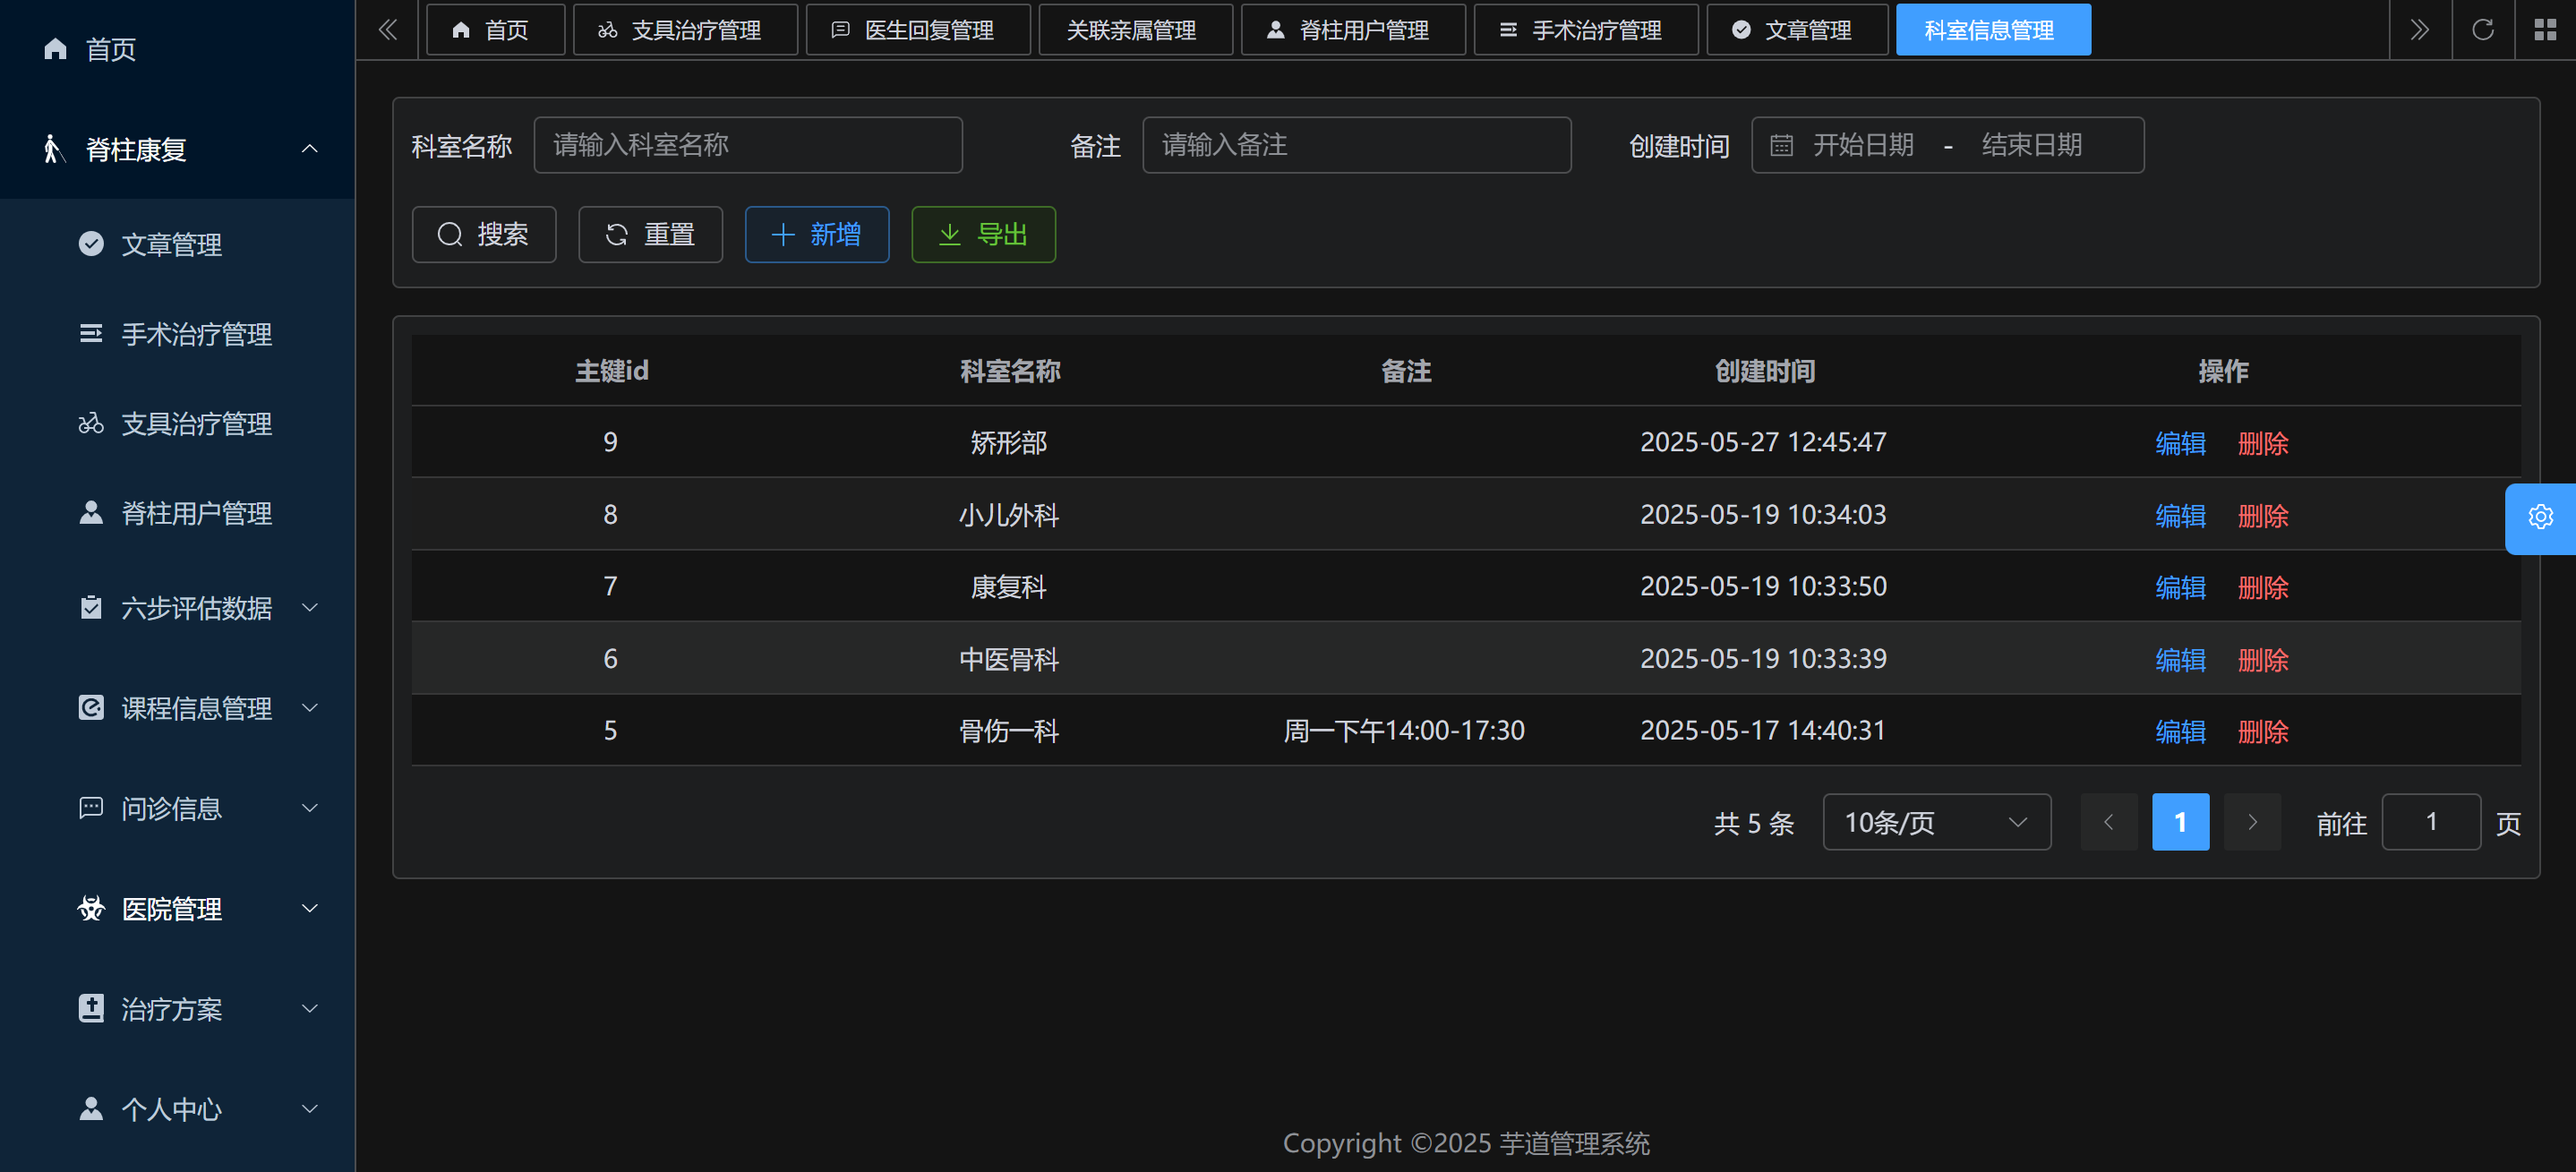 首页
脊柱康复
文章管理
手术治疗管理
支具治疗管理
脊柱用户管理
六步评估数据
课程信息管理
问诊信息
医院管理
治疗方案
个人中心
首页 支具治疗管理 医生回复管理 关联亲属管理 脊柱用户管理 手术治疗管理 文章管理 科室信息管理
科室名称 请输入科室名称 备注 请输入备注 创建时间 开始日期 - 结束日期
搜索 重置 新增 导出
主键id 科室名称 备注 创建时间 操作
9 矫形部 2025-05-27 12:45:47 编辑 删除
8 小儿外科 2025-05-19 10:34:03 编辑 删除
7 康复科 2025-05-19 10:33:50 编辑 删除
6 中医骨科 2025-05-19 10:33:39 编辑 删除
5 骨伤一科 周一下午14:00-17:30 2025-05-17 14:40:31 编辑 删除
共 5 条 10条/页 1 前往 1 页
Copyright ©2025 芋道管理系统